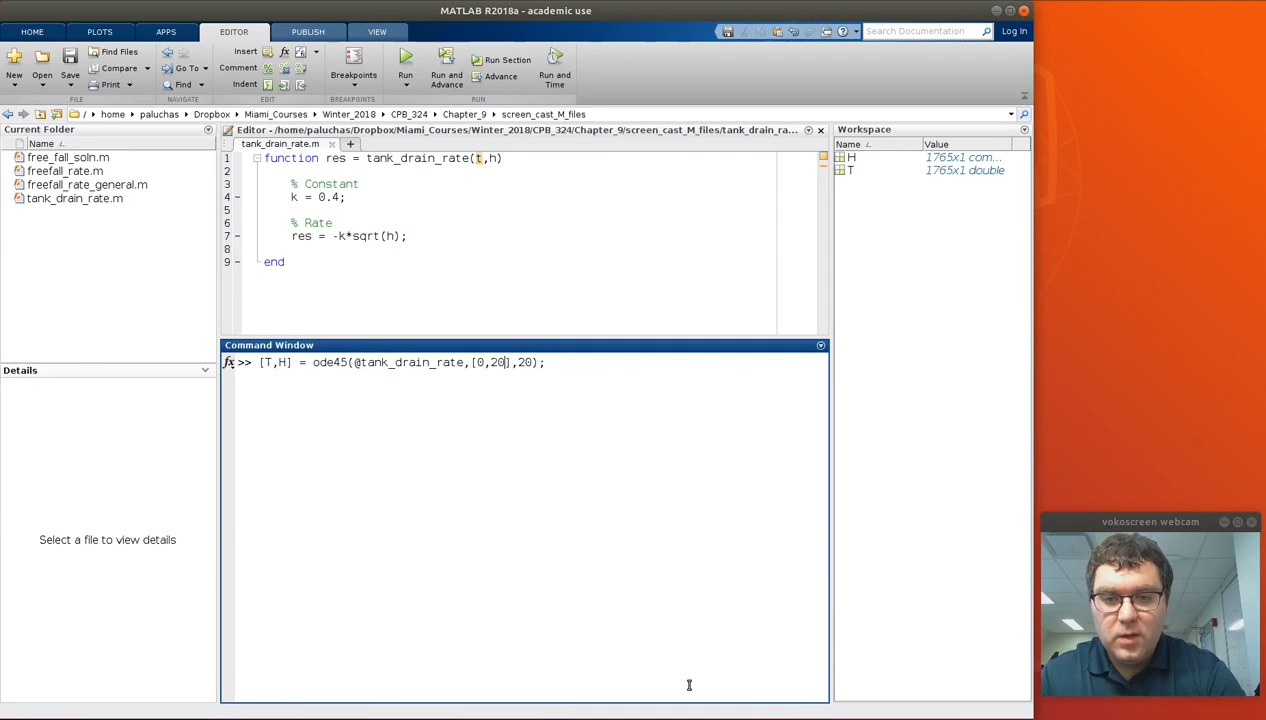 MATLAB R2018a - academic use
HOME PLOTS APPS EDITOR PUBLISH VIEW
Search Documentation
Log In
New Open Save
Find Files
Compare
Print
FILE
Go To
Find
NAVIGATE
Insert
Comment
Indent
fx
EDIT
Breakpoints
BREAKPOINTS
Run
Run and Advance
Run Section
Advance
Run and Time
RUN
/ home paluchas Dropbox Miami_Courses Winter_2018 CPB_324 Chapter_9 screen_cast_M_files
Current Folder
Name
free_fall_soln.m
freefall_rate.m
freefall_rate_general.m
tank_drain_rate.m
Details
Select a file to view details
Editor - /home/paluchas/Dropbox/Miami_Courses/Winter_2018/CPB_324/Chapter_9/screen_cast_M_files/tank_drain_ra...
tank_drain_rate.m
1 function res = tank_drain_rate(t,h)
2
3 % Constant
4 k = 0.4;
5
6 % Rate
7 res = -k*sqrt(h);
8
9 end
Command Window
fx >> [T,H] = ode45(@tank_drain_rate,[0,20],20);
Workspace
Name Value
H 1765x1 com...
T 1765x1 double
vokoscreen webcam